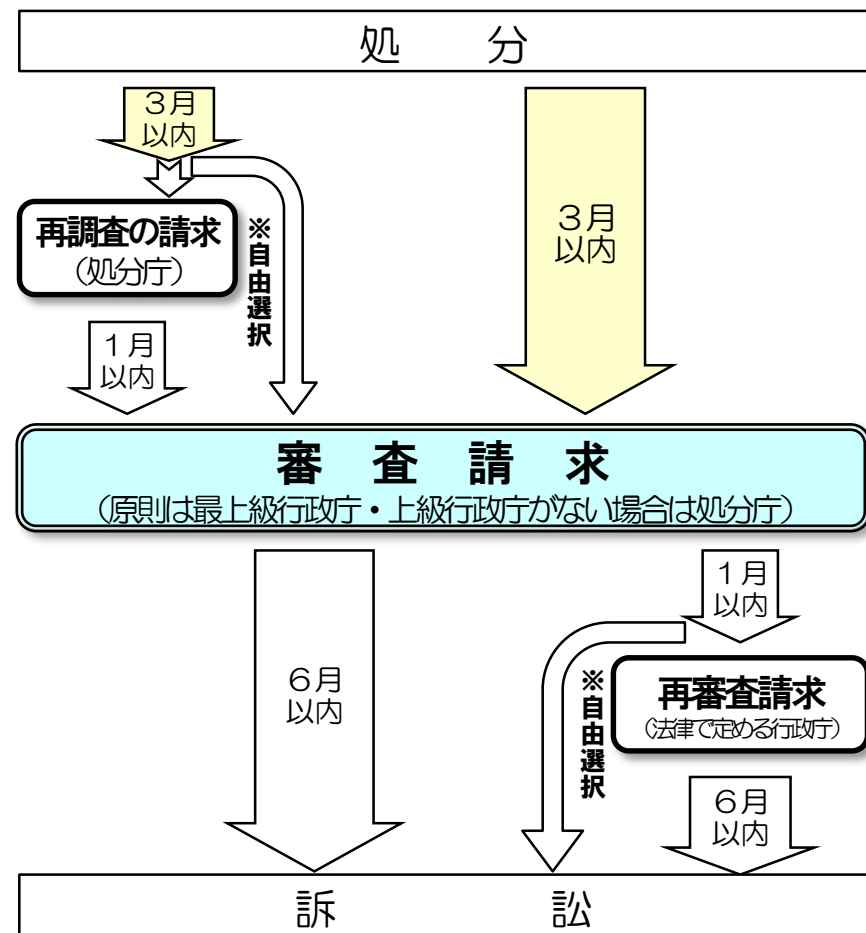 処　分
３月
以内
３月
以内
再調査の請求
（処分庁）
※自由選択
１月
以内
審　査　請　求
（原則は最上級行政庁・上級行政庁がない場合は処分庁）
６月
以内
１月
以内
※自由選択
再審査請求
（法律で定める行政庁）
６月
以内
訴　訟